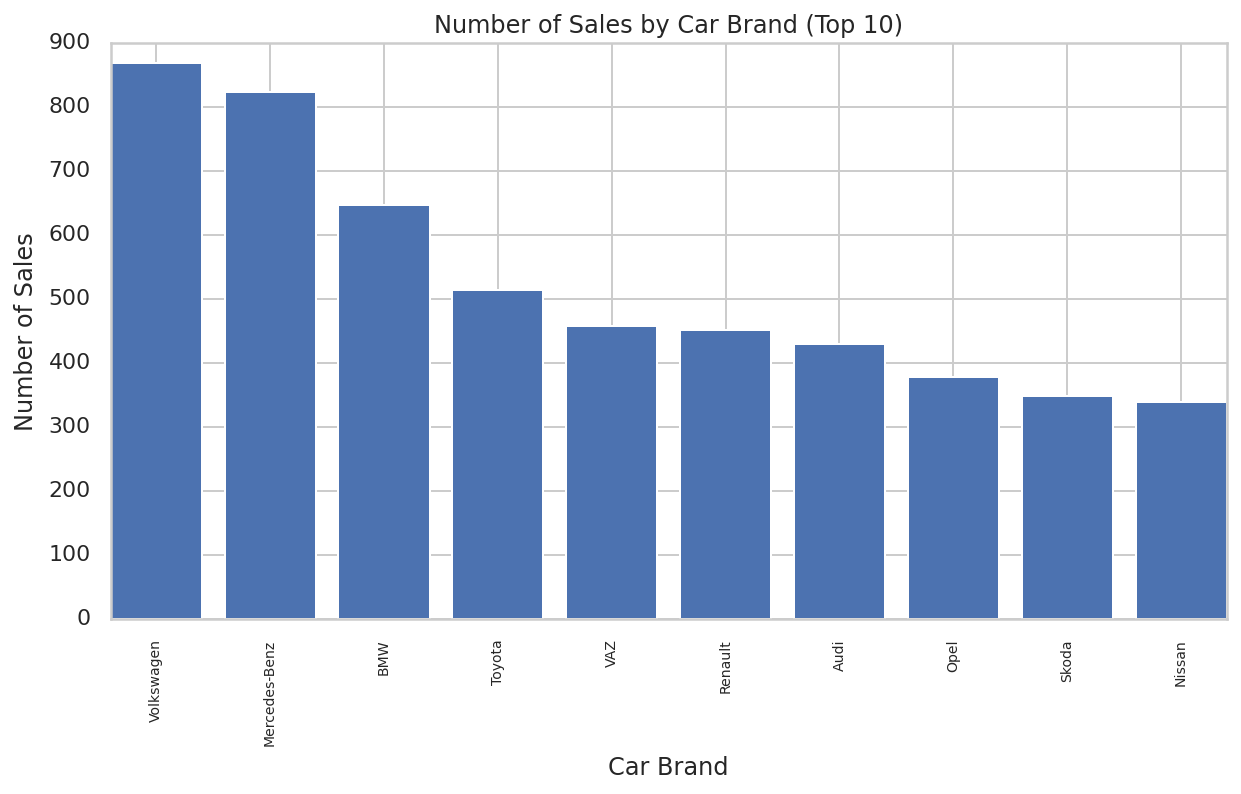 Number of Sales by Car Brand (Top 10)
Number of Sales
900
800
700
600
500
400
300
200
100
0
Volkswagen
Mercedes-Benz
BMW
Toyota
VAZ
Renault
Audi
Opel
Skoda
Nissan
Car Brand